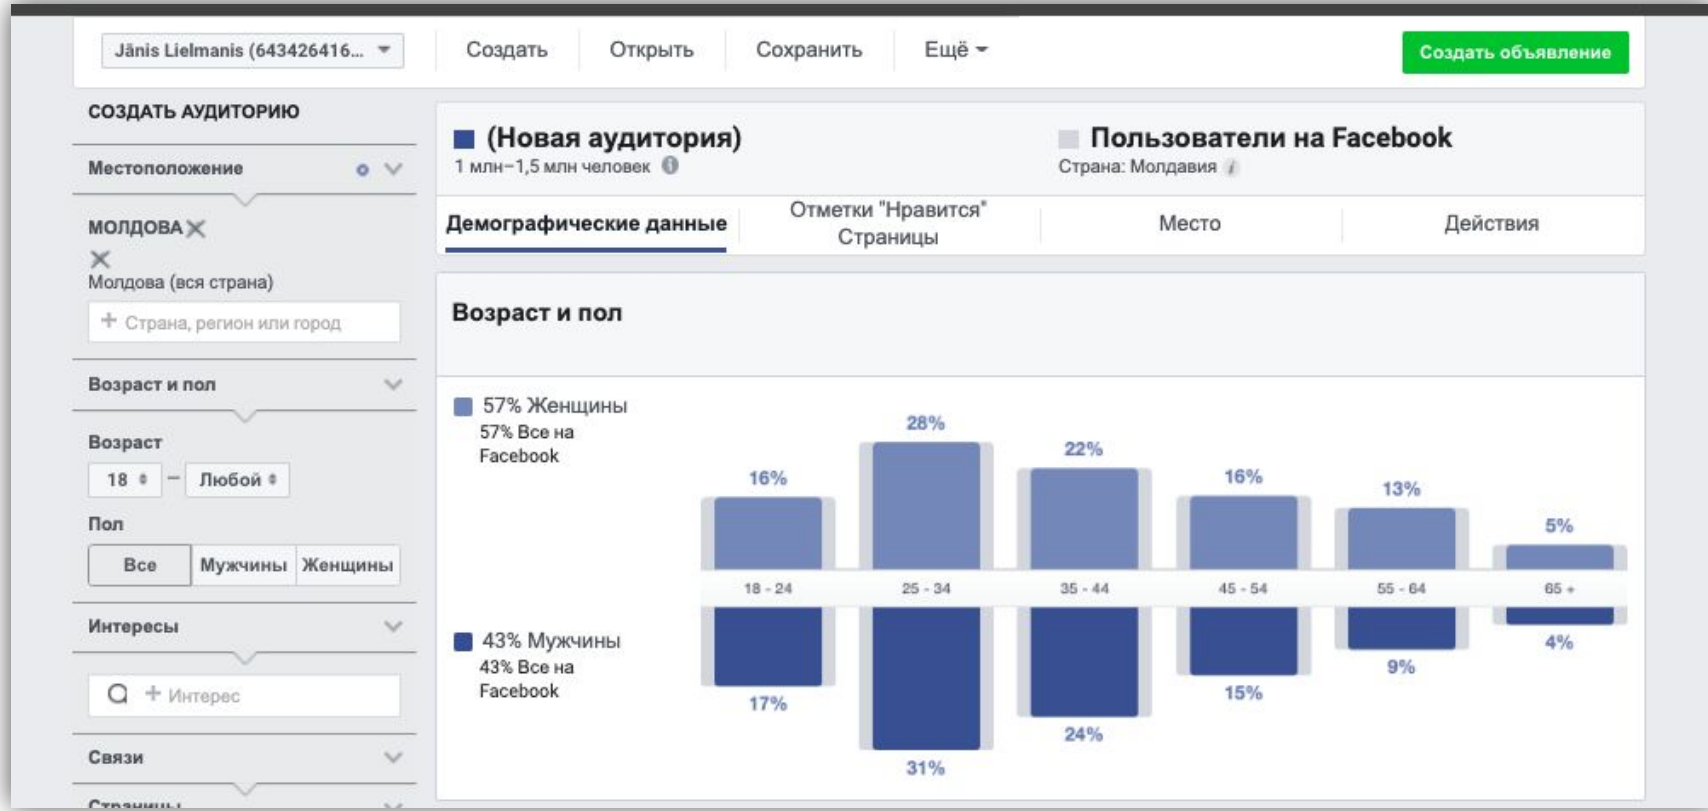 Jānis Lielmanis (643426416...
Создать
Открыть
Сохранить
Ещё
Создать объявление
СОЗДАТЬ АУДИТОРИЮ
Местоположение
МОЛДОВА
Молдова (вся страна)
+ Страна, регион или город
Возраст и пол
Возраст
18 – Любой
Пол
Все Мужчины Женщины
Интересы
+ Интерес
Связи
Страницы
(Новая аудитория)
1 млн–1,5 млн человек
Пользователи на Facebook
Страна: Молдавия
Демографические данные
Отметки "Нравится"
Страницы
Место
Действия
Возраст и пол
57% Женщины
57% Все на
Facebook
16% 28% 22% 16% 13% 5%
18 - 24 25 - 34 35 - 44 45 - 54 55 - 64 65 +
43% Мужчины
43% Все на
Facebook
17% 31% 24% 15% 9% 4%